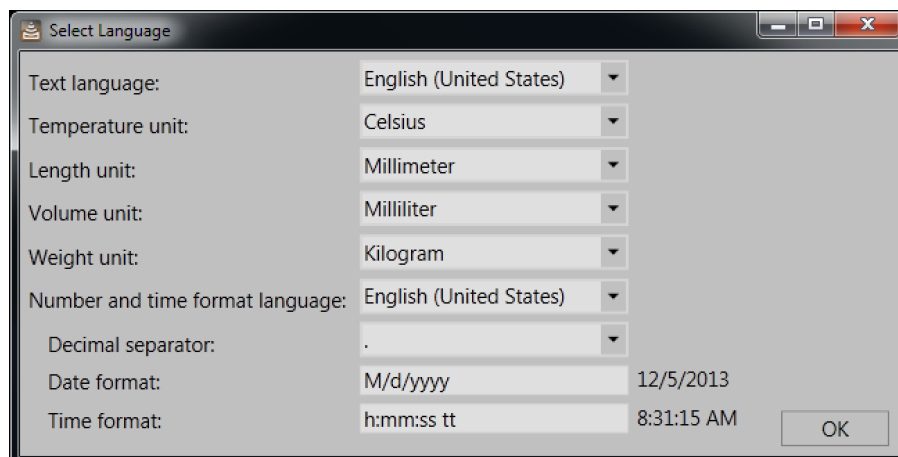 Select Language
Text language: English (United States)
Temperature unit: Celsius
Length unit: Millimeter
Volume unit: Milliliter
Weight unit: Kilogram
Number and time format language: English (United States)
Decimal separator: .
Date format: M/d/yyyy 12/5/2013
Time format: h:mm:ss tt 8:31:15 AM
OK